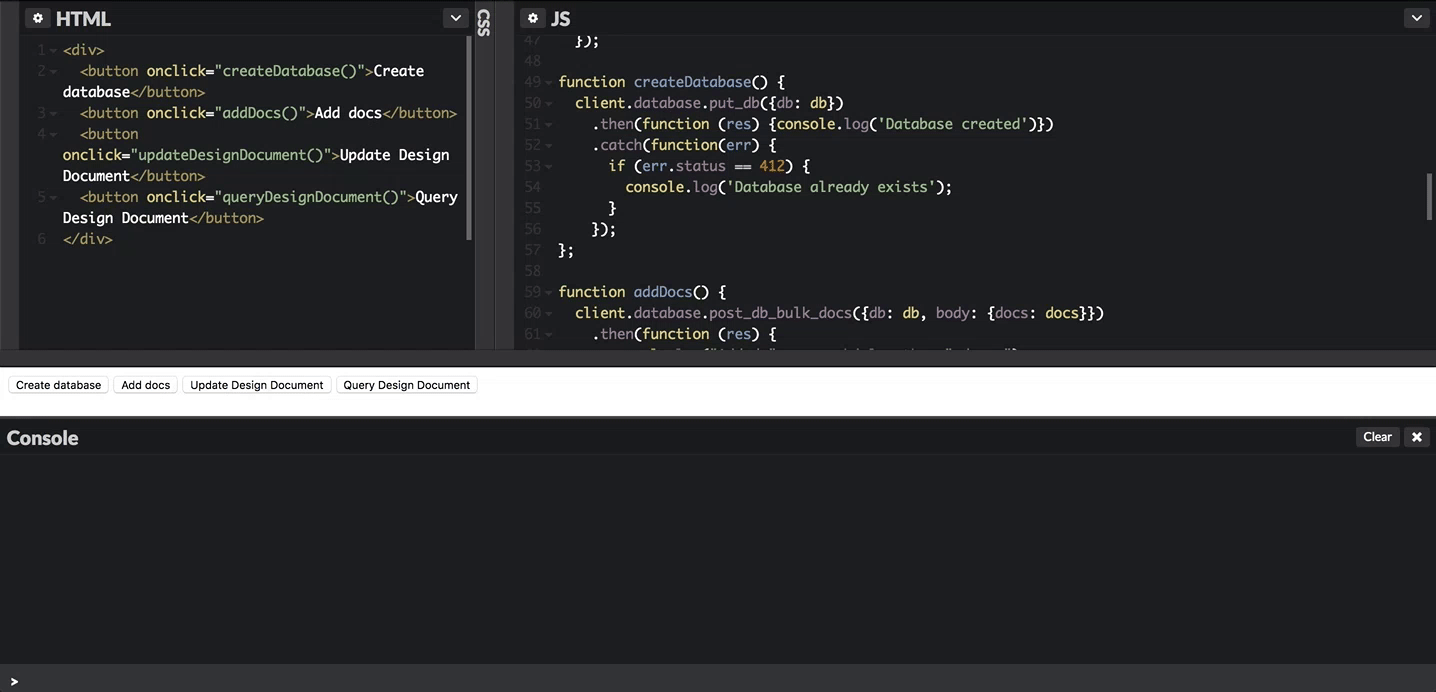 HTML
1 <div>
2 <button onclick="createDatabase()">Create
database</button>
3 <button onclick="addDocs()">Add docs</button>
4 <button
onclick="updateDesignDocument()">Update Design
Document</button>
5 <button onclick="queryDesignDocument()">Query
Design Document</button>
6 </div>
CSS
JS
47 });
48
49 function createDatabase() {
50 client.database.put_db({db: db})
51 .then(function (res) {console.log('Database created')})
52 .catch(function(err) {
53 if (err.status == 412) {
54 console.log('Database already exists');
55 }
56 });
57 };
58
59 function addDocs() {
60 client.database.post_db_bulk_docs({db: db, body: {docs: docs}})
61 .then(function (res) {
Create database Add docs Update Design Document Query Design Document
Console Clear ×
>